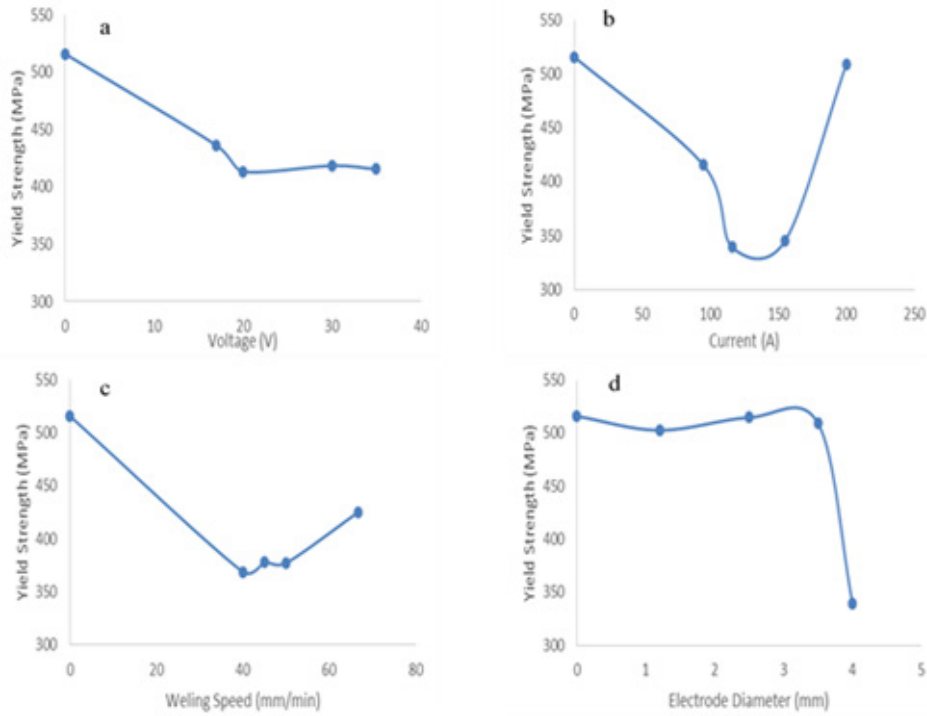 a
550
500
450
400
350
300
Yield Strength (MPa)
0 10 20 30 40
Voltage (V)
b
550
500
450
400
350
300
Yield Strength (MPa)
0 50 100 150 200 250
Current (A)
c
550
500
450
400
350
300
Yield Strength (MPa)
0 20 40 60 80
Weling Speed (mm/min)
d
550
500
450
400
350
300
Yield Strength (MPa)
0 1 2 3 4 5
Electrode Diameter (mm)